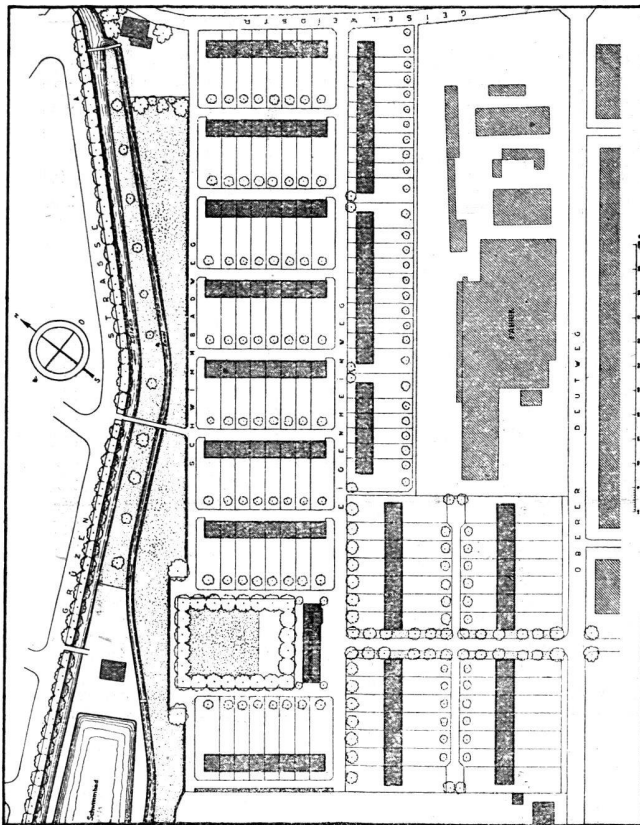 GEISELWEIDSTR.
GRÜZENSTRASSE
SCHWIMMBADWEG
EIGENHEIMWEG
FABRIK
OBERER DEUTWEG
Schwimmbad
N
O
S
W